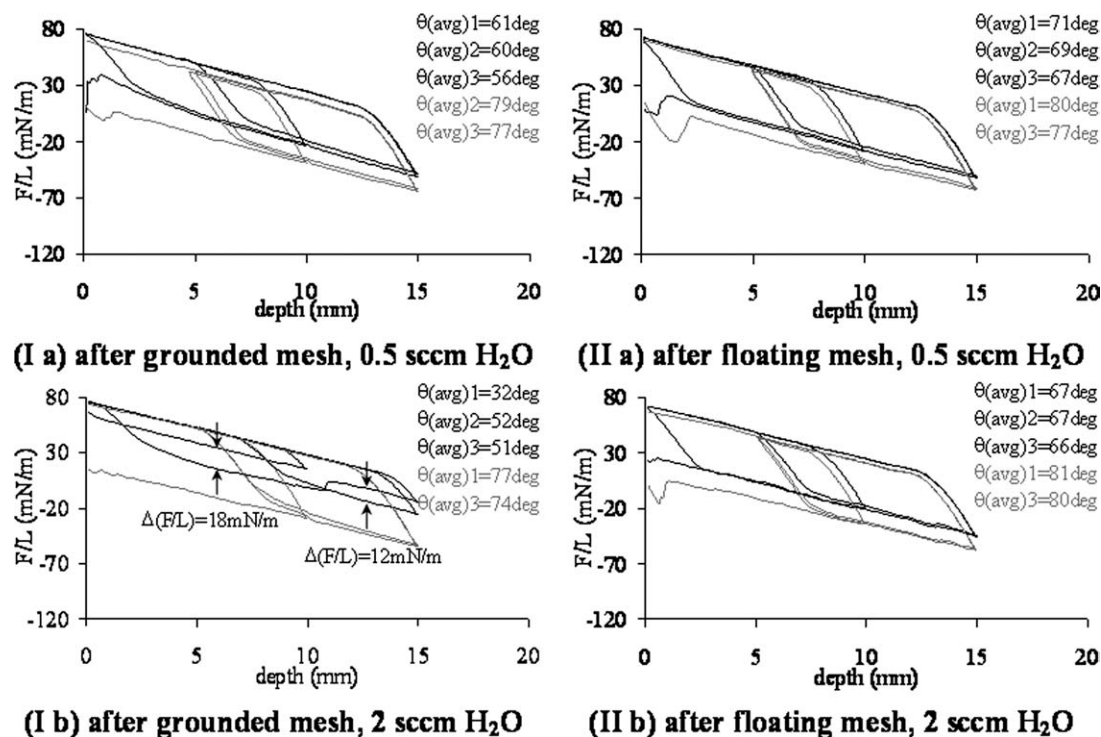 80
30
-20
-70
-120
F/L (mN/m)
0
5
10
15
20
depth (mm)
θ(avg)1=61deg
θ(avg)2=60deg
θ(avg)3=56deg
θ(avg)2=79deg
θ(avg)3=77deg
(I a) after grounded mesh, 0.5 sccm H₂O
80
30
-20
-70
-120
F/L (mN/m)
0
5
10
15
20
depth (mm)
θ(avg)1=71deg
θ(avg)2=69deg
θ(avg)3=67deg
θ(avg)1=80deg
θ(avg)3=77deg
(II a) after floating mesh, 0.5 sccm H₂O
80
30
-20
-70
-120
F/L (mN/m)
0
5
10
15
20
depth (mm)
θ(avg)1=32deg
θ(avg)2=52deg
θ(avg)3=51deg
θ(avg)1=77deg
θ(avg)3=74deg
Δ(F/L)=18mN/m
Δ(F/L)=12mN/m
(I b) after grounded mesh, 2 sccm H₂O
80
30
-20
-70
-120
F/L (mN/m)
0
5
10
15
20
depth (mm)
θ(avg)1=67deg
θ(avg)2=67deg
θ(avg)3=66deg
θ(avg)1=81deg
θ(avg)3=80deg
(II b) after floating mesh, 2 sccm H₂O